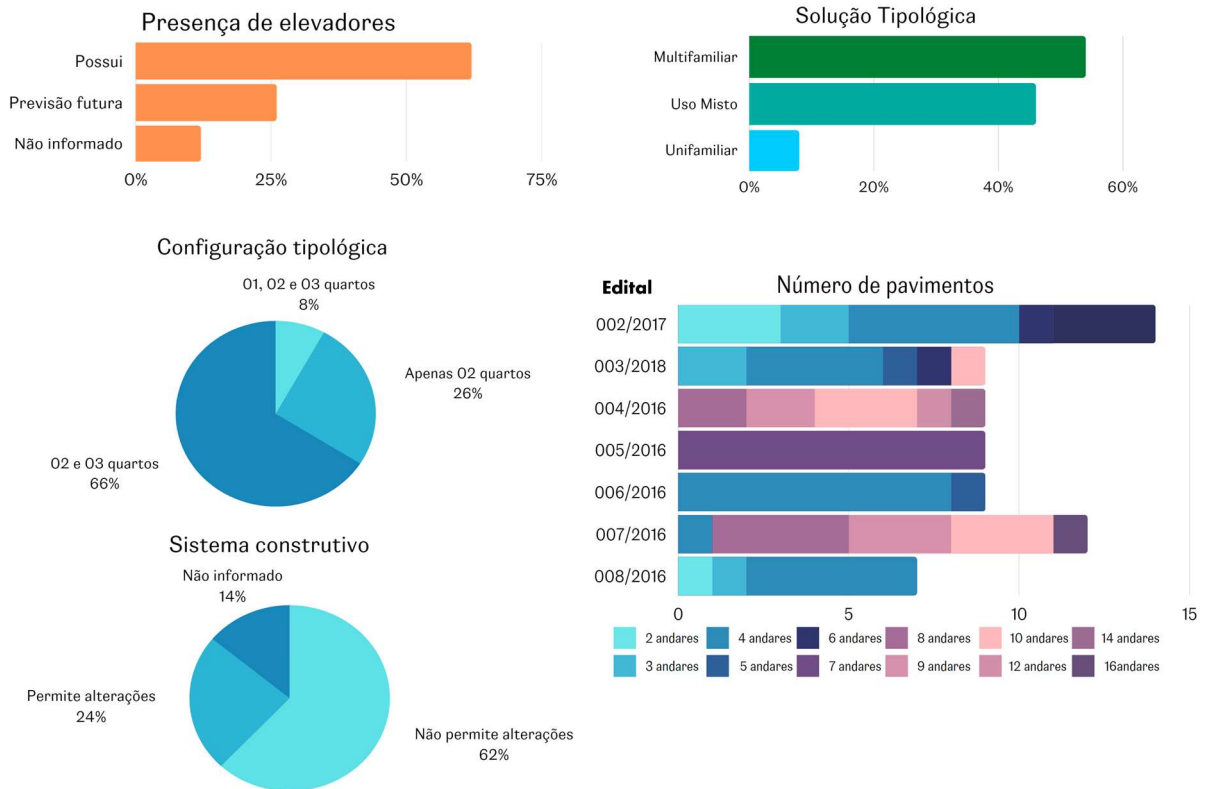 Presença de elevadores
Possui
Previsão futura
Não informado
0% 25% 50% 75%
Solução Tipológica
Multifamiliar
Uso Misto
Unifamiliar
0% 20% 40% 60%
Configuração tipológica
01, 02 e 03 quartos
8%
Apenas 02 quartos
26%
02 e 03 quartos
66%
Sistema construtivo
Não informado
14%
Permite alterações
24%
Não permite alterações
62%
Edital Número de pavimentos
002/2017
003/2018
004/2016
005/2016
006/2016
007/2016
008/2016
0 5 10 15
2 andares 4 andares 6 andares 8 andares 10 andares 14 andares
3 andares 5 andares 7 andares 9 andares 12 andares 16andares